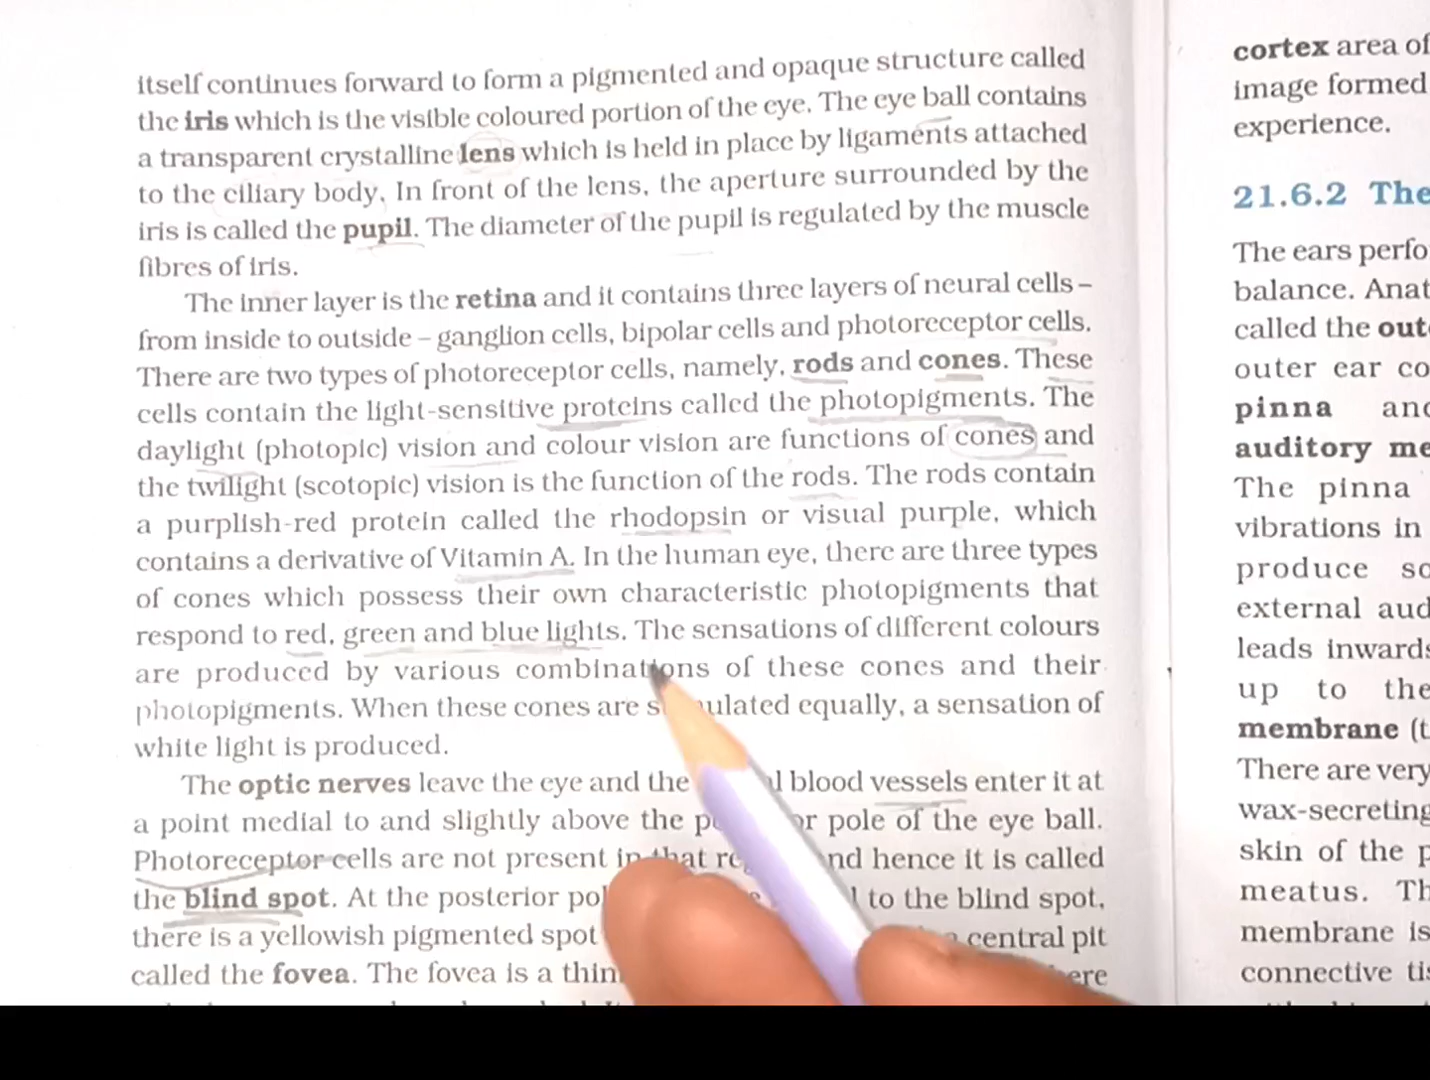 itself continues forward to form a pigmented and opaque structure called
the iris which is the visible coloured portion of the eye. The eye ball contains
a transparent crystalline lens which is held in place by ligaments attached
to the ciliary body. In front of the lens, the aperture surrounded by the
iris is called the pupil. The diameter of the pupil is regulated by the muscle
fibres of iris.
The inner layer is the retina and it contains three layers of neural cells –
from inside to outside – ganglion cells, bipolar cells and photoreceptor cells.
There are two types of photoreceptor cells, namely, rods and cones. These
cells contain the light-sensitive proteins called the photopigments. The
daylight (photopic) vision and colour vision are functions of cones and
the twilight (scotopic) vision is the function of the rods. The rods contain
a purplish-red protein called the rhodopsin or visual purple, which
contains a derivative of Vitamin A. In the human eye, there are three types
of cones which possess their own characteristic photopigments that
respond to red, green and blue lights. The sensations of different colours
are produced by various combinations of these cones and their
photopigments. When these cones are s ulated equally, a sensation of
white light is produced.
The optic nerves leave the eye and the l blood vessels enter it at
a point medial to and slightly above the p or pole of the eye ball.
Photoreceptor cells are not present in that re nd hence it is called
the blind spot. At the posterior pol l to the blind spot,
there is a yellowish pigmented spot central pit
called the fovea. The fovea is a thin ere
cortex area of
image formed
experience.
21.6.2 The
The ears perfo
balance. Anat
called the oute
outer ear co
pinna and
auditory me
The pinna
vibrations in
produce so
external aud
leads inwards
up to the
membrane (t
There are very
wax-secreting
skin of the p
meatus. Th
membrane is
connective tis